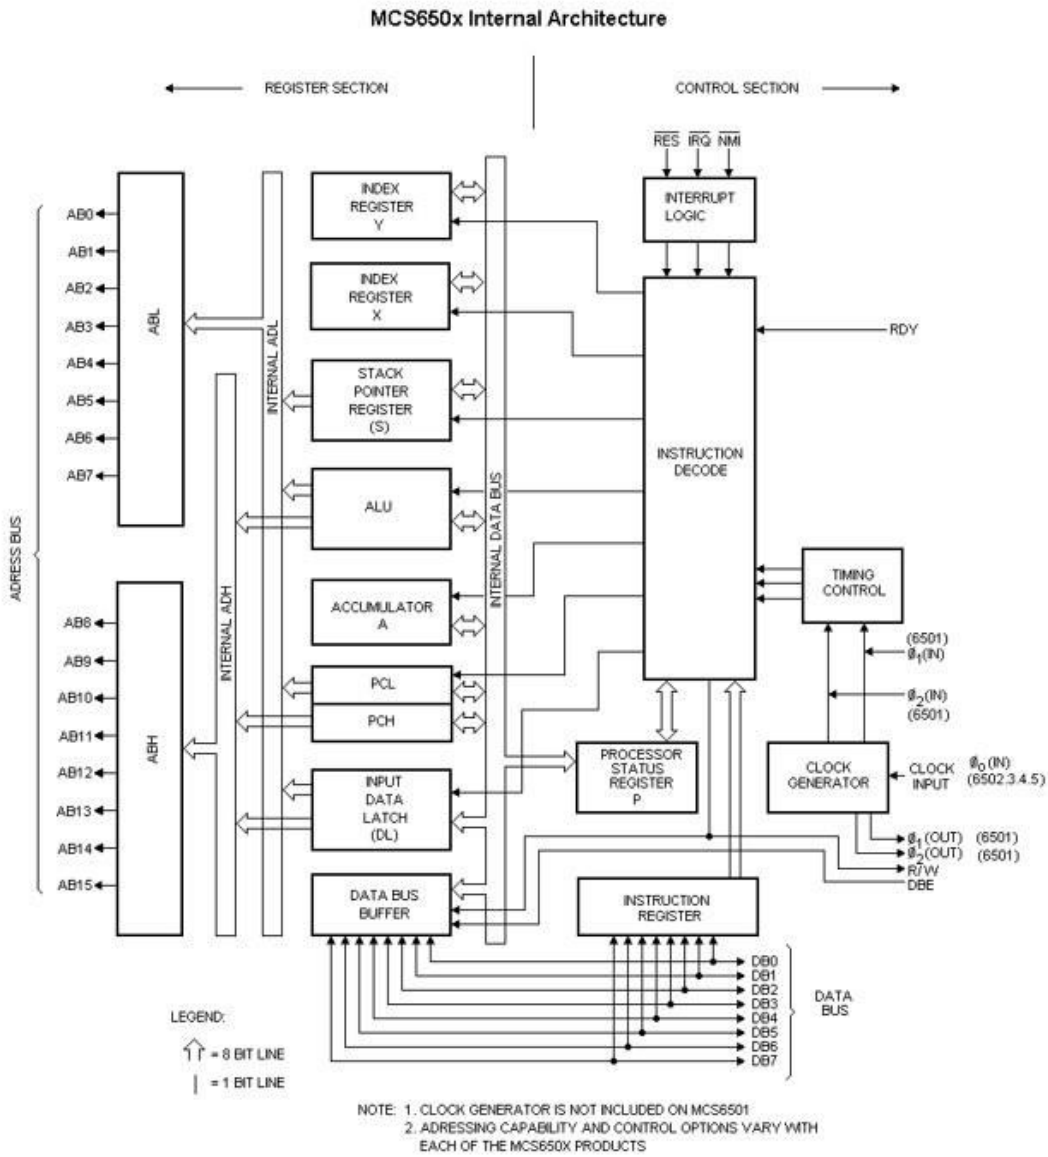 MCS650x Internal Architecture
REGISTER SECTION
CONTROL SECTION
RES IRQ NMI
INTERRUPT
LOGIC
INDEX
REGISTER
Y
INDEX
REGISTER
X
STACK
POINTER
REGISTER
(S)
ALU
ACCUMULATOR
A
PCL
PCH
INPUT
DATA
LATCH
(DL)
DATA BUS
BUFFER
AB0
AB1
AB2
AB3
AB4
AB5
AB6
AB7
AB8
AB9
AB10
AB11
AB12
AB13
AB14
AB15
ADRESS BUS
ABL
ABH
INTERNAL ADL
INTERNAL ADH
INTERNAL DATA BUS
INSTRUCTION
DECODE
RDY
TIMING
CONTROL
(6501)
Ø1(IN)
Ø2(IN)
(6501)
PROCESSOR
STATUS
REGISTER
P
CLOCK
GENERATOR
CLOCK
INPUT
Øo(IN)
(6502.3.4.5)
Ø1(OUT) (6501)
Ø2(OUT) (6501)
R/W
DBE
INSTRUCTION
REGISTER
DB0
DB1
DB2
DB3
DB4
DB5
DB6
DB7
DATA
BUS
LEGEND:
= 8 BIT LINE
= 1 BIT LINE
NOTE: 1. CLOCK GENERATOR IS NOT INCLUDED ON MCS6501
2. ADRESSING CAPABILITY AND CONTROL OPTIONS VARY WITH
EACH OF THE MCS650X PRODUCTS